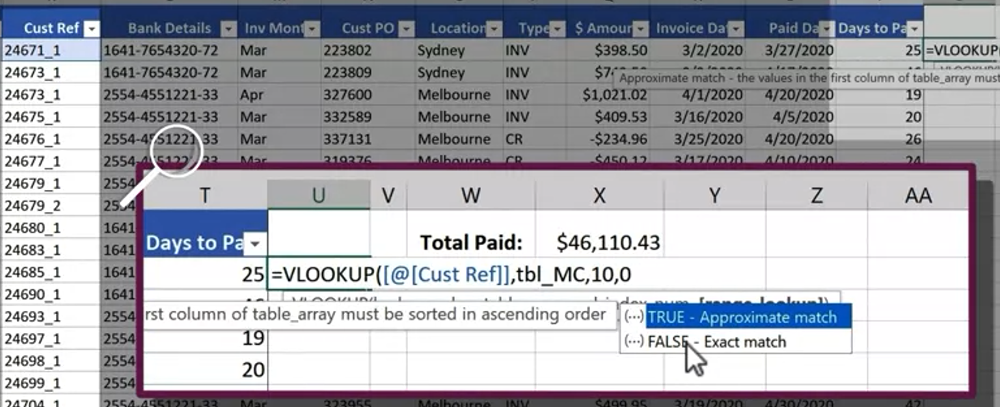 Cust Ref Bank Details Inv Mont Cust PO Location Type $ Amour Invoice Da Paid Da Days to Pa
24671_1 1641-7654320-72 Mar 223802 Sydney INV $398.50 3/2/2020 3/27/2020 25 =VLOOKUP(
24673_1 1641-7654320-72 Mar 223809 Sydney INV
Approximate match - the values in the first column of table_array must
24673_1 2554-4551221-33 Apr 327600 Melbourne INV $1,021.02 4/1/2020 4/20/2020 19
24675_1 2554-4551221-33 Mar 332589 Melbourne INV $409.53 3/16/2020 4/5/2020 20
24676_1 2554-4551221-33 Mar 337131 Melbourne CR -$234.96 3/25/2020 4/20/2020 26
24677_1 2554-4551221-33 Mar 319376 Melbourne CR -$450.12 3/17/2020 4/10/2020 24
24679_1 2554
24679_2 2554
24680_1 1641
24683_1 1641
24685_1 1641
24690_1 1641
24693_1 2554
24697_1 2554
24698_1 2554
24699_1 2554
T U V W X Y Z AA
Days to Pa Total Paid: $46,110.43
25 =VLOOKUP([@[Cust Ref]],tbl_MC,10,0
rst column of table_array must be sorted in ascending order (...) TRUE - Approximate match
(...) FALSE - Exact match
19
20
24704_1 2554-4551221-33 Mar 323955 Melbourne INV $499.95 3/19/2020 4/30/2020 42